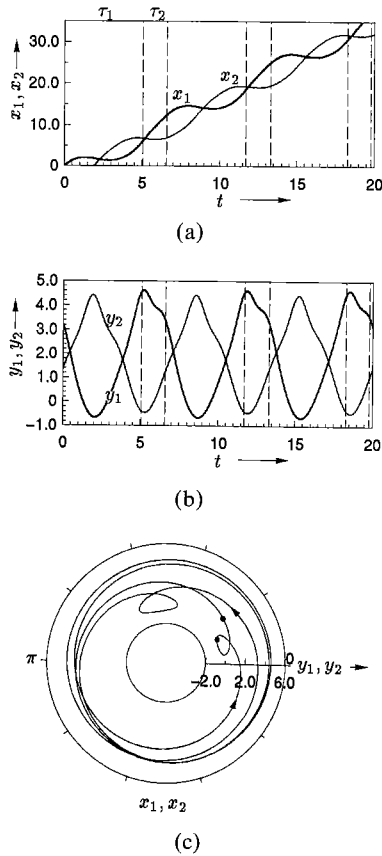 τ₁ τ₂
x₁, x₂
30.0
20.0
10.0
0.0
x₁
x₂
0 5 10 15 20
t
(a)
y₁, y₂
5.0
4.0
3.0
2.0
1.0
0
-1.0
y₂
y₁
0 5 10 15 20
t
(b)
π
0
y₁, y₂
-2.0 2.0 6.0
x₁, x₂
(c)